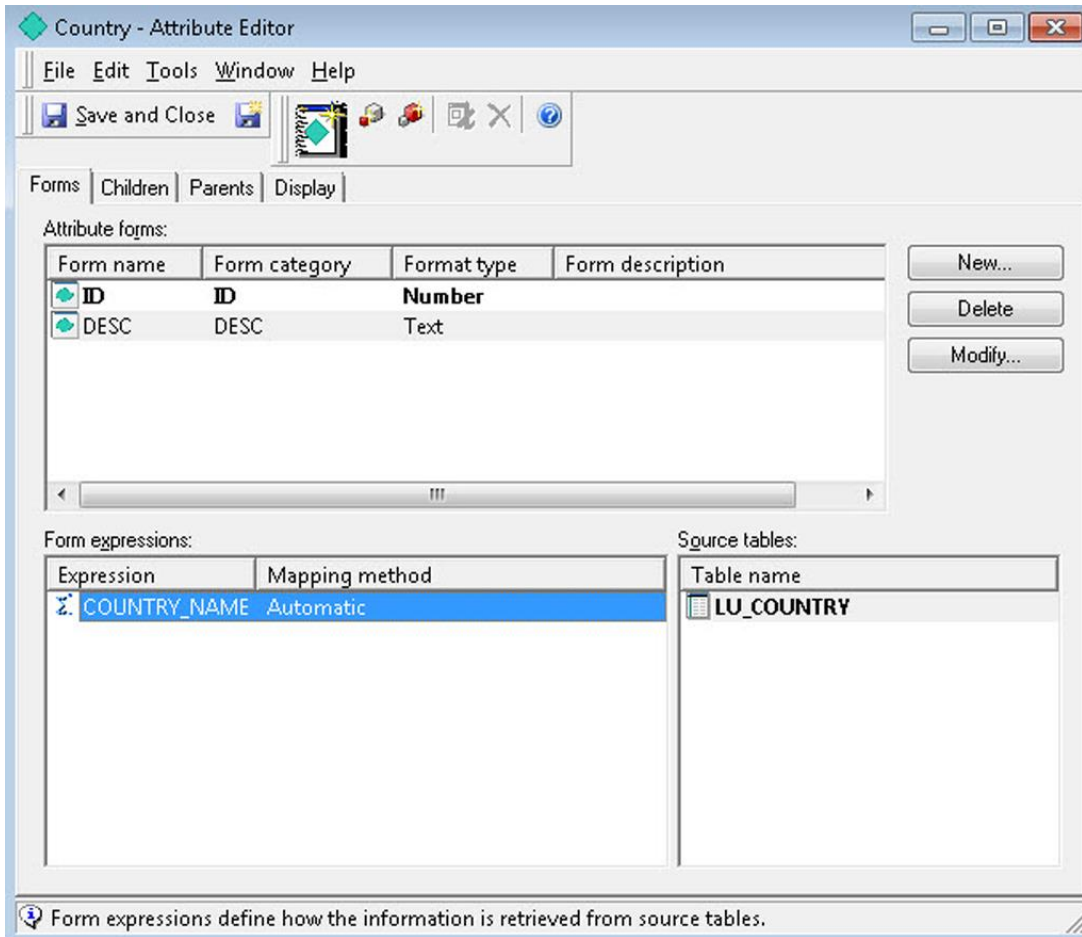 Country - Attribute Editor
File Edit Tools Window Help
Save and Close
Forms Children Parents Display
Attribute forms:
Form name Form category Format type Form description
ID ID Number
DESC DESC Text
New...
Delete
Modify...
Form expressions:
Expression Mapping method
COUNTRY_NAME Automatic
Source tables:
Table name
LU_COUNTRY
Form expressions define how the information is retrieved from source tables.